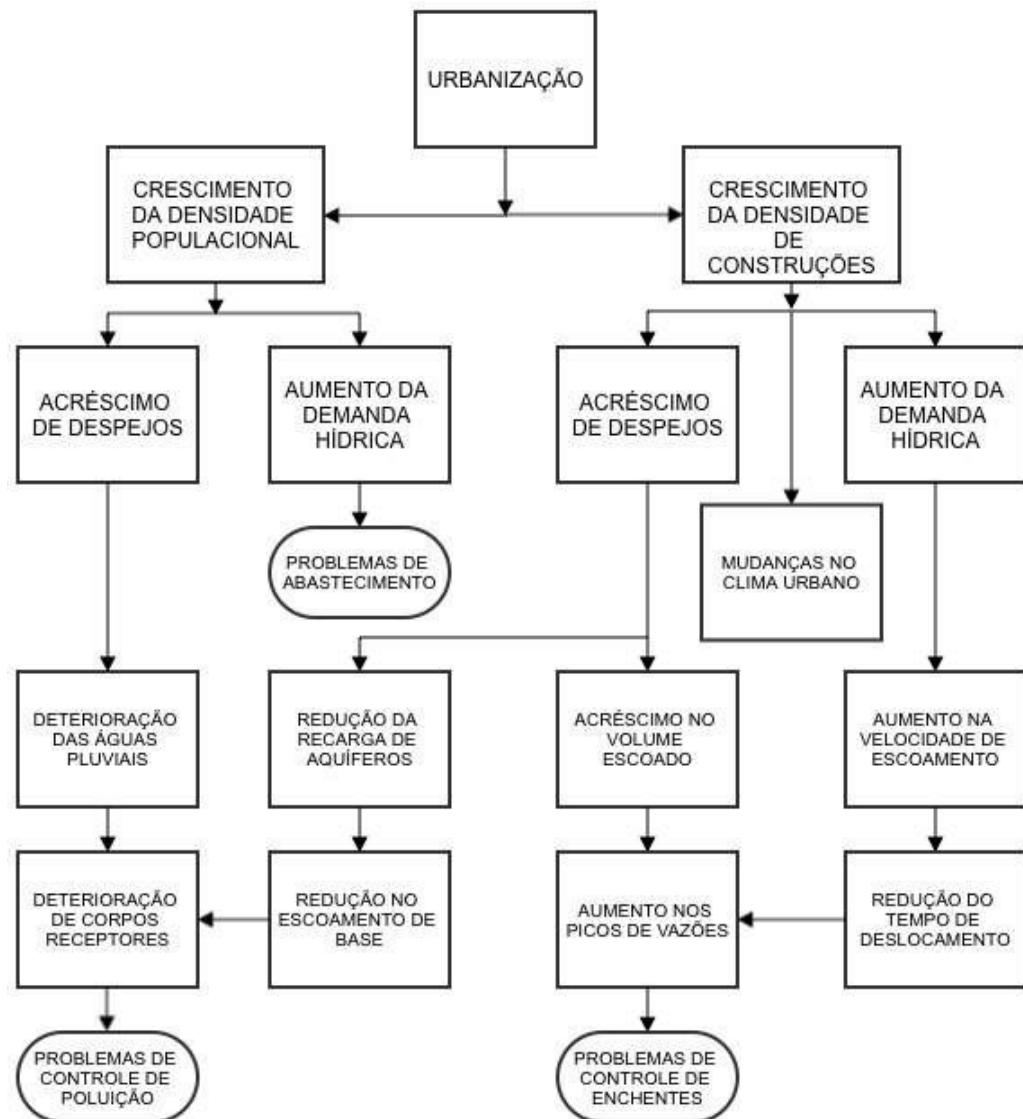 URBANIZAÇÃO
CRESCIMENTO
DA DENSIDADE
POPULACIONAL
CRESCIMENTO
DA DENSIDADE
DE
CONSTRUÇÕES
ACRÉSCIMO
DE DESPEJOS
AUMENTO DA
DEMANDA
HÍDRICA
ACRÉSCIMO
DE DESPEJOS
AUMENTO DA
DEMANDA
HÍDRICA
PROBLEMAS DE
ABASTECIMENTO
MUDANÇAS NO
CLIMA URBANO
DETERIORAÇÃO
DAS ÁGUAS
PLUVIAIS
REDUÇÃO DA
RECARGA DE
AQUÍFEROS
ACRÉSCIMO NO
VOLUME
ESCOADO
AUMENTO NA
VELOCIDADE DE
ESCOAMENTO
DETERIORAÇÃO
DE CORPOS
RECEPTORES
REDUÇÃO NO
ESCOAMENTO DE
BASE
AUMENTO NOS
PICOS DE VAZÕES
REDUÇÃO DO
TEMPO DE
DESLOCAMENTO
PROBLEMAS DE
CONTROLE DE
POLUIÇÃO
PROBLEMAS DE
CONTROLE DE
ENCHENTES